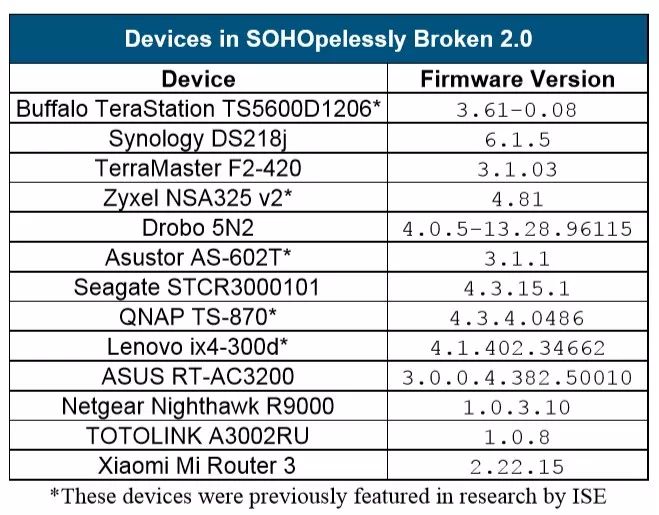 Devices in SOHOpelessly Broken 2.0
Device Firmware Version
Buffalo TeraStation TS5600D1206* 3.61-0.08
Synology DS218j 6.1.5
TerraMaster F2-420 3.1.03
Zyxel NSA325 v2* 4.81
Drobo 5N2 4.0.5-13.28.96115
Asustor AS-602T* 3.1.1
Seagate STCR3000101 4.3.15.1
QNAP TS-870* 4.3.4.0486
Lenovo ix4-300d* 4.1.402.34662
ASUS RT-AC3200 3.0.0.4.382.50010
Netgear Nighthawk R9000 1.0.3.10
TOTOLINK A3002RU 1.0.8
Xiaomi Mi Router 3 2.22.15
*These devices were previously featured in research by ISE